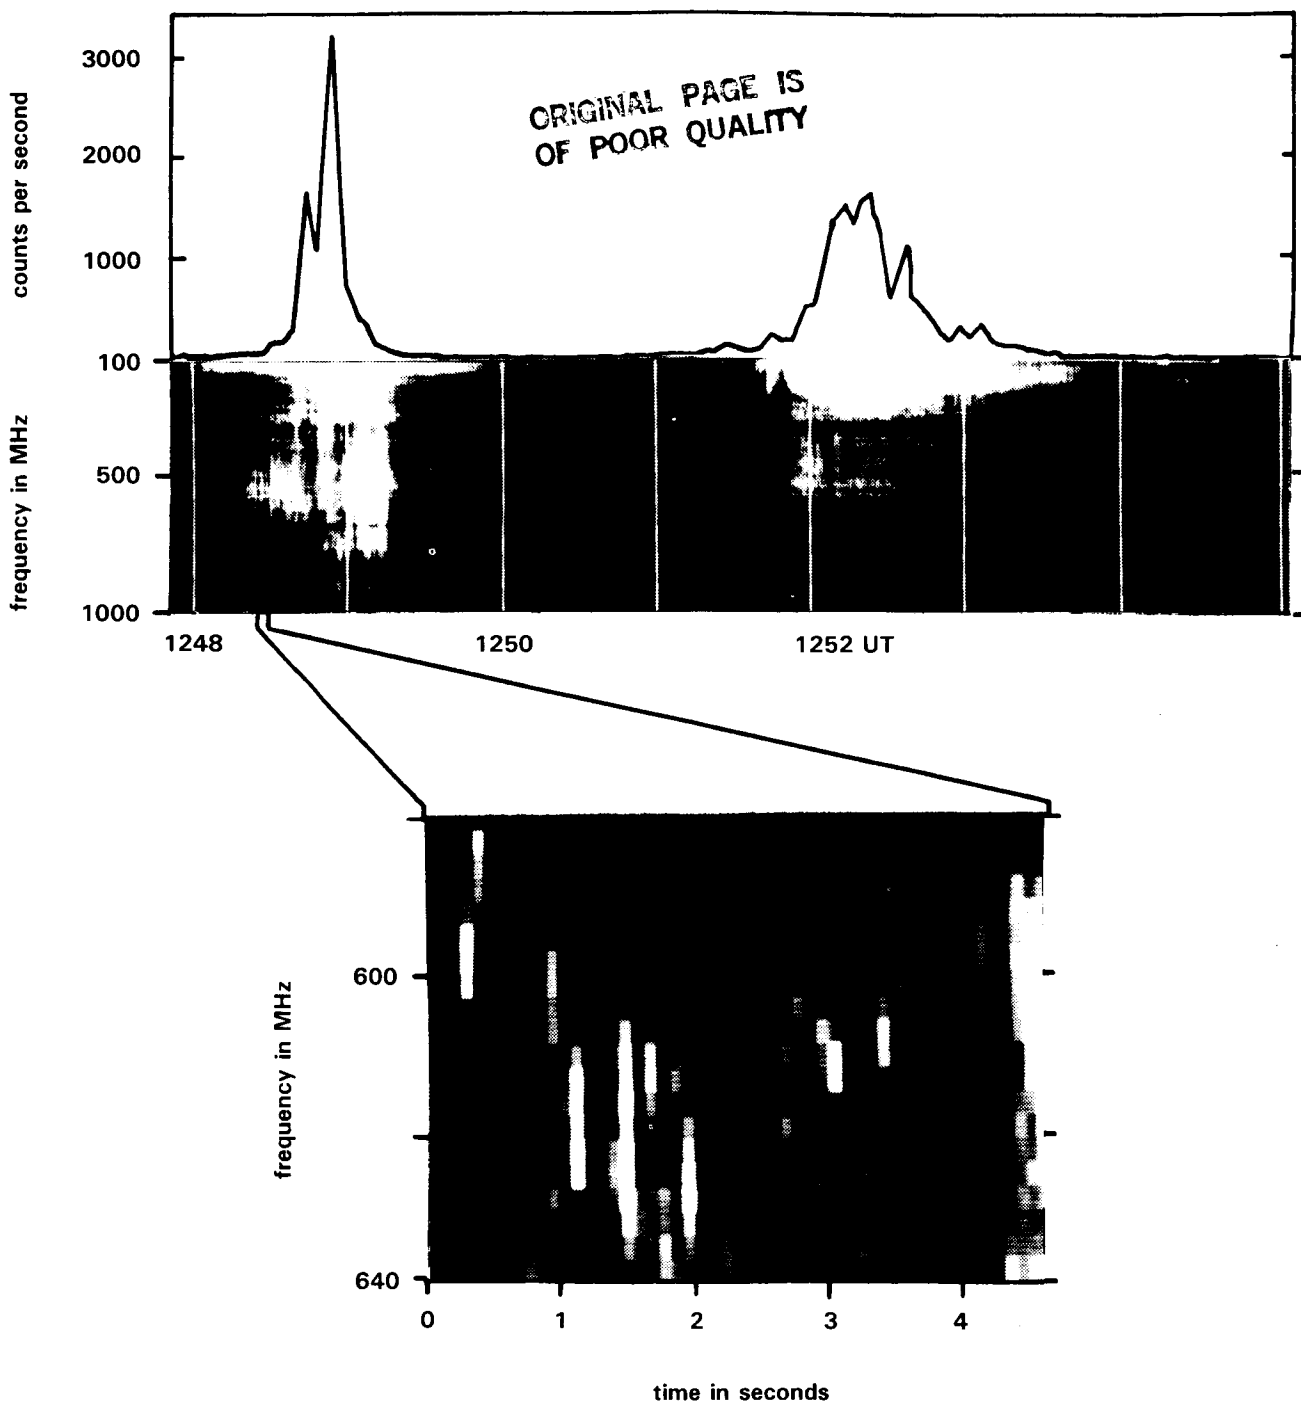 3000
2000
1000
counts per second
ORIGINAL PAGE IS
OF POOR QUALITY
100
500
1000
frequency in MHz
1248
1250
1252 UT
600
640
frequency in MHz
0
1
2
3
4
time in seconds